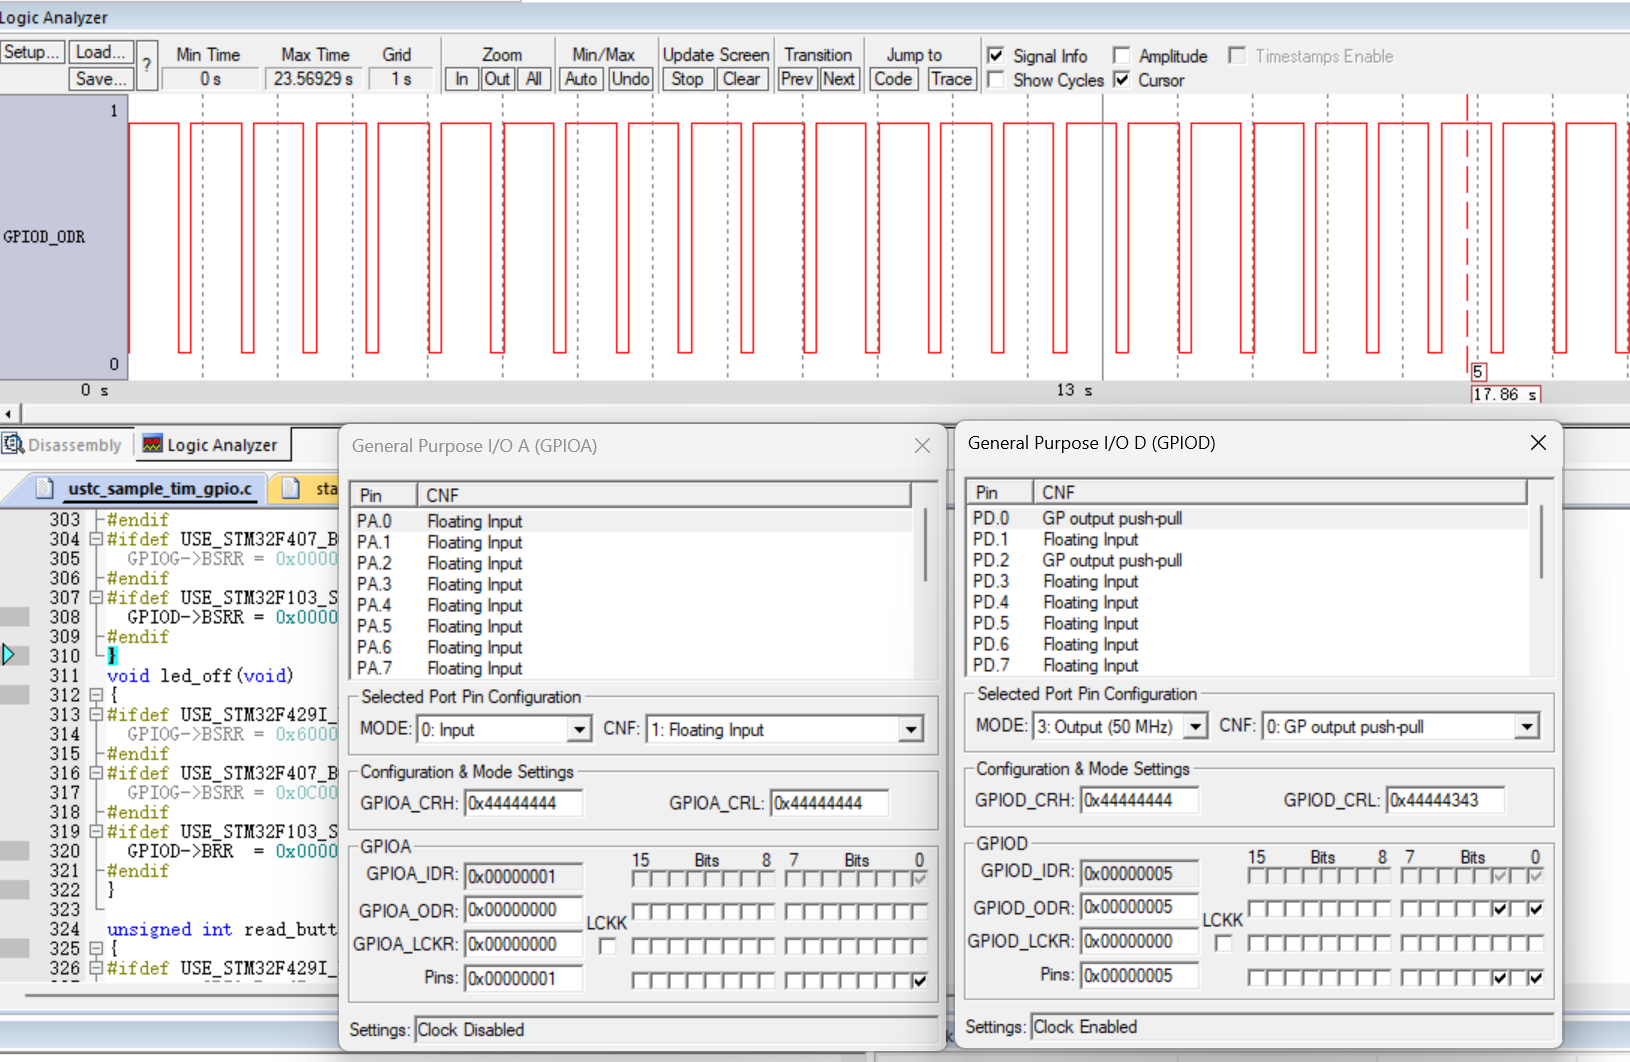 Logic Analyzer
Setup... Load... ? Min Time Max Time Grid Zoom Min/Max Update Screen Transition Jump to Signal Info Amplitude Timestamps Enable
Save... 0 s 23.56929 s 1 s In Out All Auto Undo Stop Clear Prev Next Code Trace Show Cycles Cursor
1
GPIOD_ODR
0
5
0 s 13 s 17.86 s
Disassembly Logic Analyzer
ustc_sample_tim_gpio.c sta
303 #endif
304 #ifdef USE_STM32F407_B
305 GPIOG->BSRR = 0x0000
306 #endif
307 #ifdef USE_STM32F103_S
308 GPIOD->BSRR = 0x0000
309 #endif
310 }
311 void led_off(void)
312 {
313 #ifdef USE_STM32F429I_
314 GPIOG->BSRR = 0x6000
315 #endif
316 #ifdef USE_STM32F407_B
317 GPIOG->BSRR = 0x0C00
318 #endif
319 #ifdef USE_STM32F103_S
320 GPIOD->BRR = 0x0000
321 #endif
322 }
323
324 unsigned int read_butt
325 {
326 #ifdef USE_STM32F429I_
General Purpose I/O A (GPIOA)
Pin CNF
PA.0 Floating Input
PA.1 Floating Input
PA.2 Floating Input
PA.3 Floating Input
PA.4 Floating Input
PA.5 Floating Input
PA.6 Floating Input
PA.7 Floating Input
Selected Port Pin Configuration
MODE: 0: Input CNF: 1: Floating Input
Configuration & Mode Settings
GPIOA_CRH: 0x44444444 GPIOA_CRL: 0x44444444
GPIOA
15 Bits 8 7 Bits 0
GPIOA_IDR: 0x00000001
GPIOA_ODR: 0x00000000
LCKK
GPIOA_LCKR: 0x00000000
Pins: 0x00000001
Settings: Clock Disabled
General Purpose I/O D (GPIOD)
Pin CNF
PD.0 GP output push-pull
PD.1 Floating Input
PD.2 GP output push-pull
PD.3 Floating Input
PD.4 Floating Input
PD.5 Floating Input
PD.6 Floating Input
PD.7 Floating Input
Selected Port Pin Configuration
MODE: 3: Output (50 MHz) CNF: 0: GP output push-pull
Configuration & Mode Settings
GPIOD_CRH: 0x44444444 GPIOD_CRL: 0x44444343
GPIOD
15 Bits 8 7 Bits 0
GPIOD_IDR: 0x00000005
GPIOD_ODR: 0x00000005
LCKK
GPIOD_LCKR: 0x00000000
Pins: 0x00000005
Settings: Clock Enabled